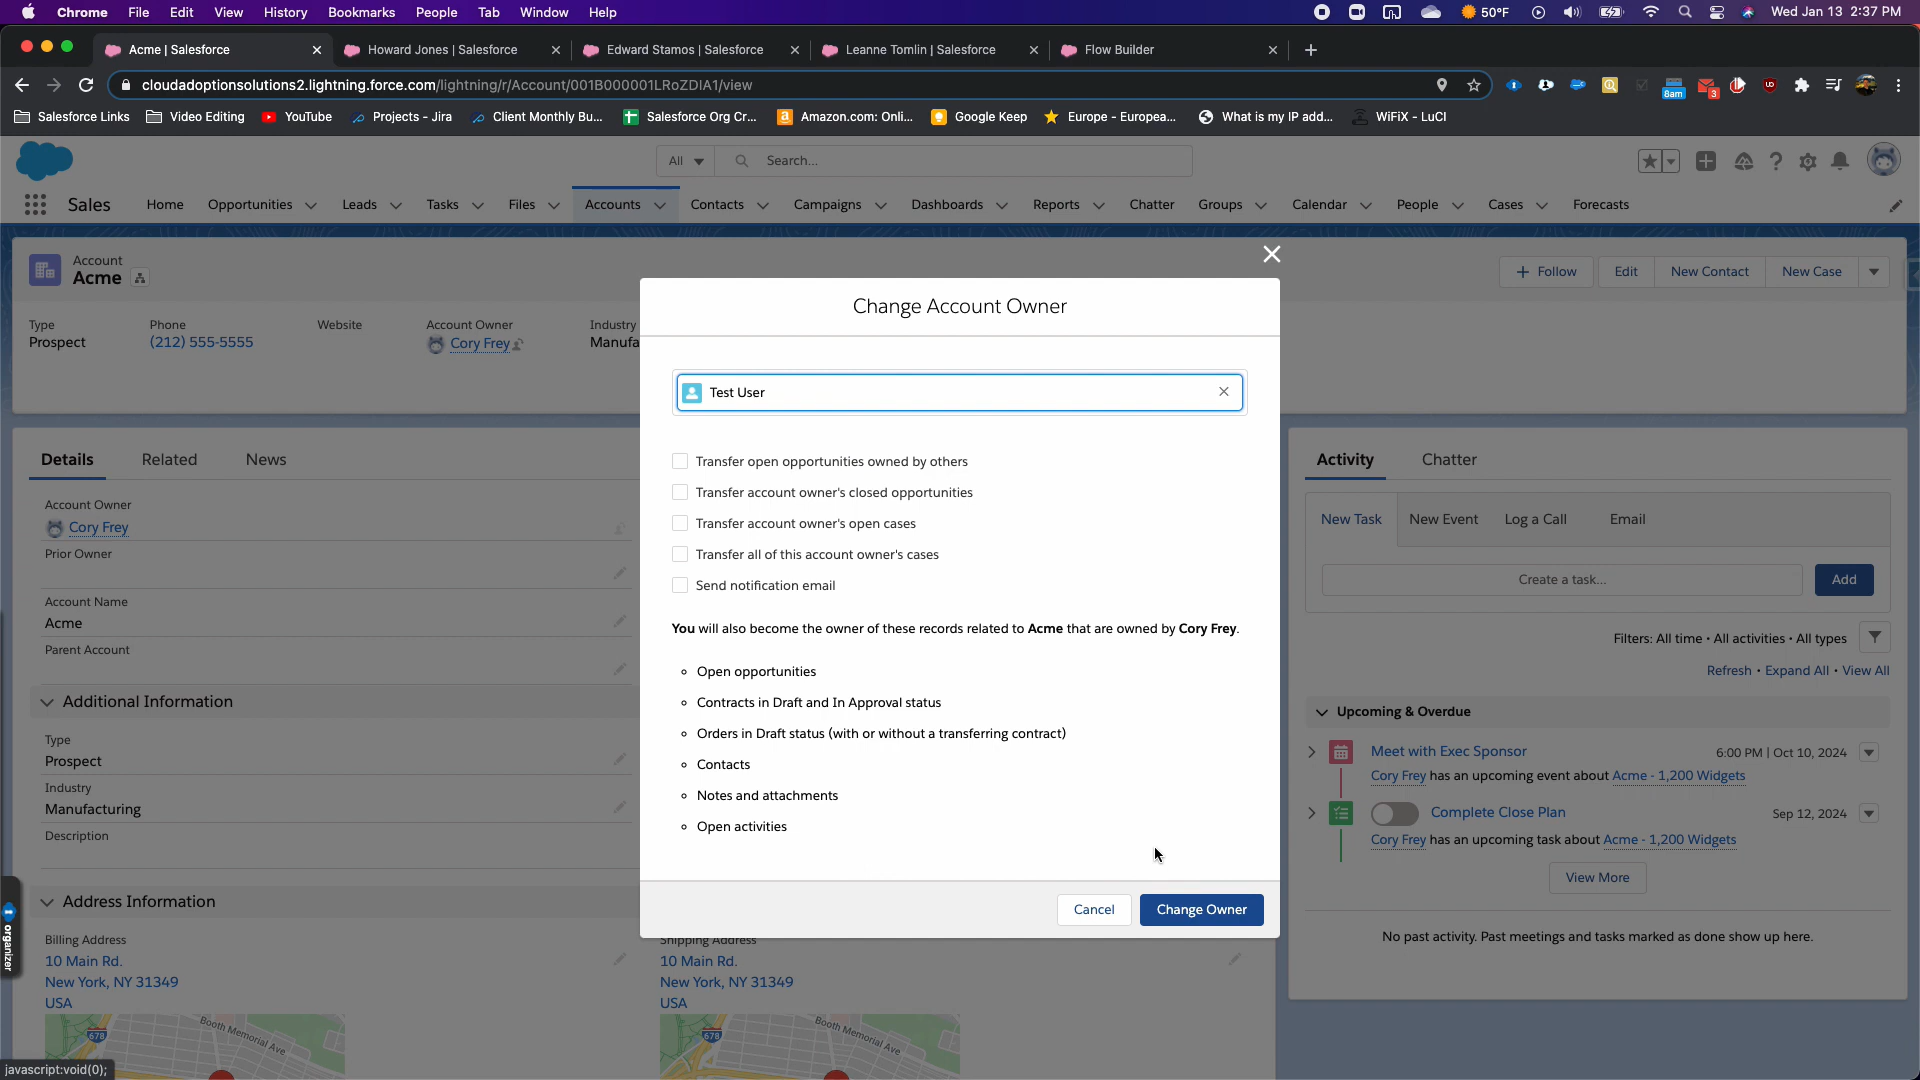 Chrome File Edit View History Bookmarks People Tab Window Help 50°F Wed Jan 13 2:37 PM
Acme | Salesforce Howard Jones | Salesforce Edward Stamos | Salesforce Leanne Tomlin | Salesforce Flow Builder
cloudadoptionsolutions2.lightning.force.com/lightning/r/Account/001B000001LRoZDIA1/view 8am 3
Salesforce Links Video Editing YouTube Projects - Jira Client Monthly Bu... Salesforce Org Cr... Amazon.com: Onli... Google Keep Europe - Europea... What is my IP add... WiFiX - LuCI
All Search...
Sales Home Opportunities Leads Tasks Files Accounts Contacts Campaigns Dashboards Reports Chatter Groups Calendar People Cases Forecasts
Account
Acme
Follow Edit New Contact New Case
Type Phone Website Account Owner Industry
Prospect (212) 555-5555 Cory Frey Manufa
Change Account Owner
Test User
Transfer open opportunities owned by others
Transfer account owner's closed opportunities
Transfer account owner's open cases
Transfer all of this account owner's cases
Send notification email
You will also become the owner of these records related to Acme that are owned by Cory Frey.
Open opportunities
Contracts in Draft and In Approval status
Orders in Draft status (with or without a transferring contract)
Contacts
Notes and attachments
Open activities
Cancel Change Owner
Details Related News
Account Owner
Cory Frey
Prior Owner
Account Name
Acme
Parent Account
Additional Information
Type
Prospect
Industry
Manufacturing
Description
Address Information
Billing Address
10 Main Rd.
New York, NY 31349
USA
678 Booth Memorial Ave
Shipping Address
10 Main Rd.
New York, NY 31349
USA
678 Booth Memorial Ave
Activity Chatter
New Task New Event Log a Call Email
Create a task... Add
Filters: All time • All activities • All types
Refresh • Expand All • View All
Upcoming & Overdue
Meet with Exec Sponsor 6:00 PM | Oct 10, 2024
Cory Frey has an upcoming event about Acme - 1,200 Widgets
Complete Close Plan Sep 12, 2024
Cory Frey has an upcoming task about Acme - 1,200 Widgets
View More
No past activity. Past meetings and tasks marked as done show up here.
organizer
javascript:void(0);